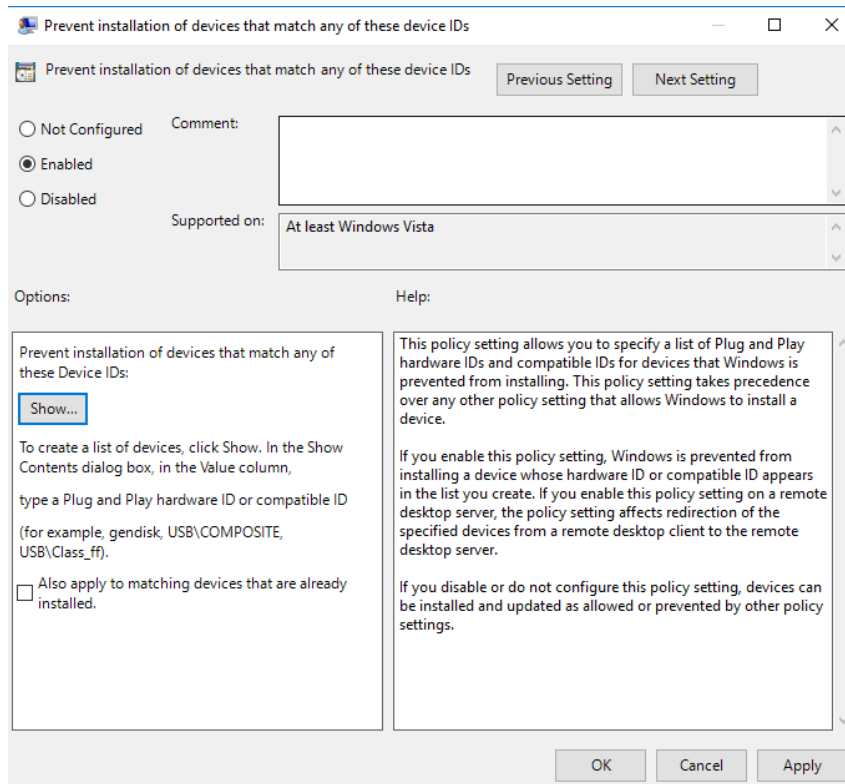 Prevent installation of devices that match any of these device IDs
Prevent installation of devices that match any of these device IDs
Previous Setting
Next Setting
Not Configured
Comment:
Enabled
Disabled
Supported on:
At least Windows Vista
Options:
Help:
Prevent installation of devices that match any of
these Device IDs:
Show...
To create a list of devices, click Show. In the Show
Contents dialog box, in the Value column,
type a Plug and Play hardware ID or compatible ID
(for example, gendisk, USB\COMPOSITE,
USB\Class_ff).
Also apply to matching devices that are already
installed.
This policy setting allows you to specify a list of Plug and Play
hardware IDs and compatible IDs for devices that Windows is
prevented from installing. This policy setting takes precedence
over any other policy setting that allows Windows to install a
device.
If you enable this policy setting, Windows is prevented from
installing a device whose hardware ID or compatible ID appears
in the list you create. If you enable this policy setting on a remote
desktop server, the policy setting affects redirection of the
specified devices from a remote desktop client to the remote
desktop server.
If you disable or do not configure this policy setting, devices can
be installed and updated as allowed or prevented by other policy
settings.
OK
Cancel
Apply